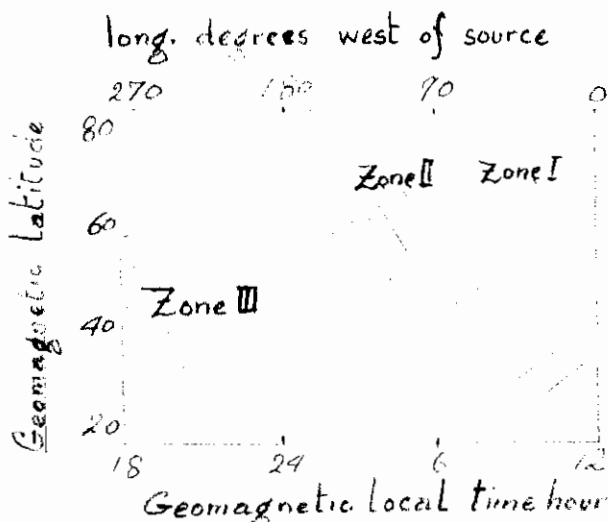 long. degrees west of source
270 180 90 0
80
Zone II Zone I
60
Zone III
40
20
18 24 6 12
Geomagnetic local time hour
Geomagnetic Latitude